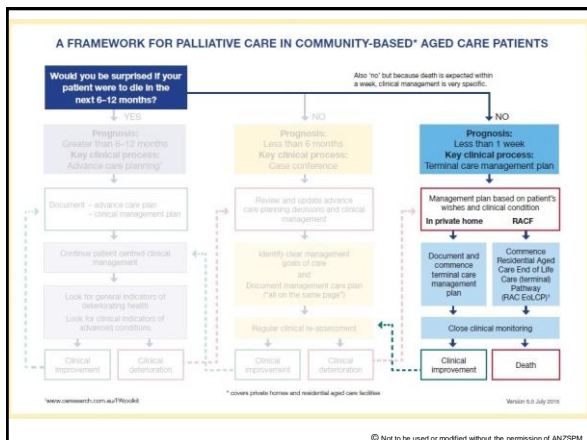 A FRAMEWORK FOR PALLIATIVE CARE IN COMMUNITY-BASED* AGED CARE PATIENTS
Would you be surprised if your
patient were to die in the
next 6–12 months?
Also 'no' but because death is expected within
a week, clinical management is very specific.
YES
Prognosis:
Greater than 6–12 months
Key clinical process:
Advance care planning¹
Document – advance care plan
– clinical management plan
Continue patient centred clinical
management
Look for general indicators of
deteriorating health
Look for clinical indicators of
advanced conditions
Clinical
improvement
Clinical
deterioration
NO
Prognosis:
Less than 6 months
Key clinical process:
Case conference
Review and update advance
care planning decisions and clinical
management
Identify clear management
goals of care
and
Document management care plan
("all on the same page")
Regular clinical re-assessment
Clinical
improvement
Clinical
deterioration
NO
Prognosis:
Less than 1 week
Key clinical process:
Terminal care management plan
Management plan based on patient's
wishes and clinical condition
In private home
RACF
Document and
commence
terminal care
management
plan
Commence
Residential Aged
Care End of Life
Care (terminal)
Pathway
(RAC EoLCP)¹
Close clinical monitoring
Clinical
improvement
Death
* covers private homes and residential aged care facilities
© Not to be used or modified without the permission of ANZSPM